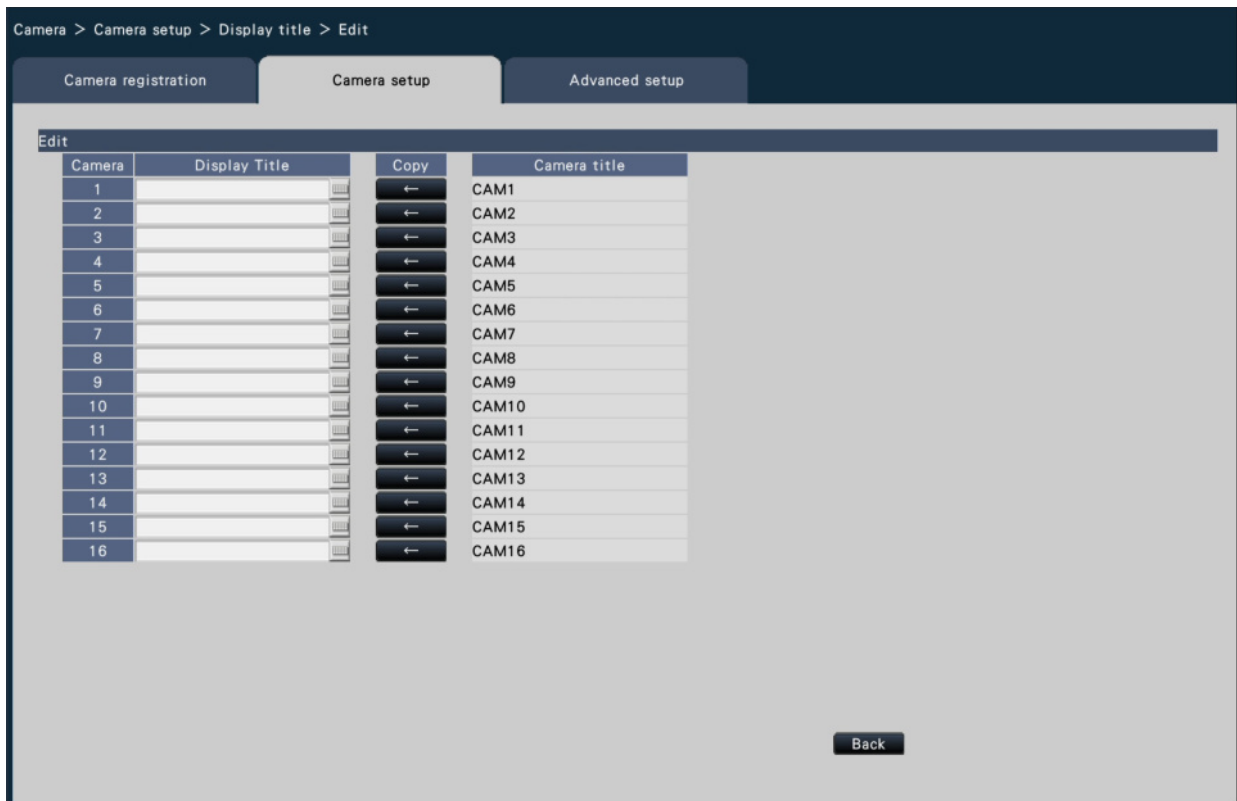 Camera > Camera setup > Display title > Edit
Camera registration Camera setup Advanced setup
Edit
Camera Display Title Copy Camera title
1 ← CAM1
2 ← CAM2
3 ← CAM3
4 ← CAM4
5 ← CAM5
6 ← CAM6
7 ← CAM7
8 ← CAM8
9 ← CAM9
10 ← CAM10
11 ← CAM11
12 ← CAM12
13 ← CAM13
14 ← CAM14
15 ← CAM15
16 ← CAM16
Back